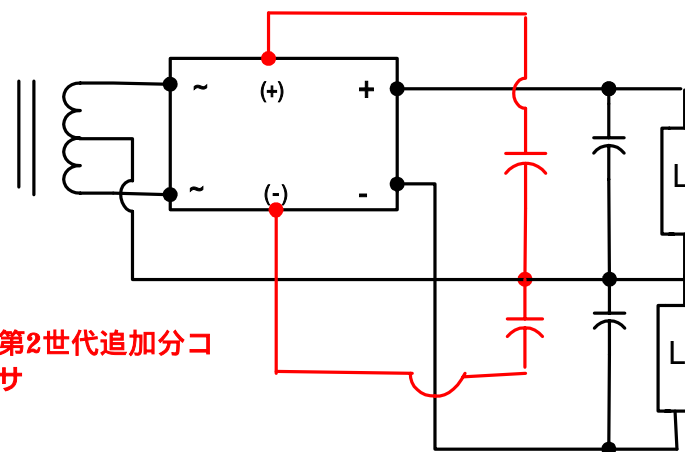 ~ (+) +
~ (-) -
L
第2世代追加分コ
サ
L